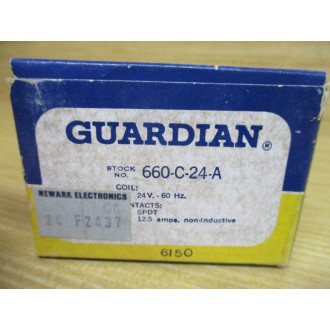 GUARDIAN®
STOCK NO. 660-C-24-A
COIL:
NEWARK ELECTRONICS 24V.-60 Hz.
NTACTS:
24 F2437 SPDT
12.5 amps. non-inductive
6150